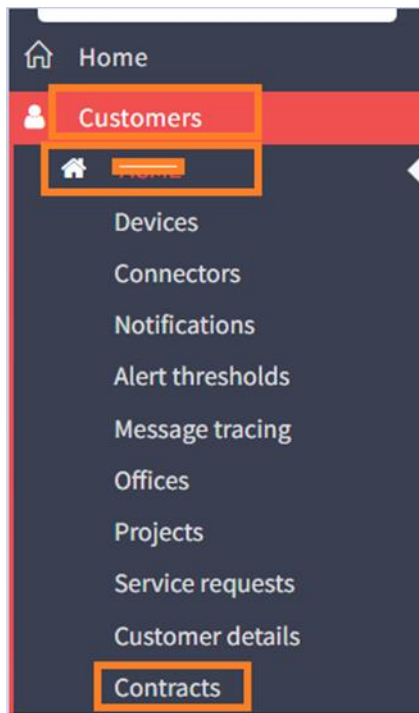 Home
Customers
Devices
Connectors
Notifications
Alert thresholds
Message tracing
Offices
Projects
Service requests
Customer details
Contracts